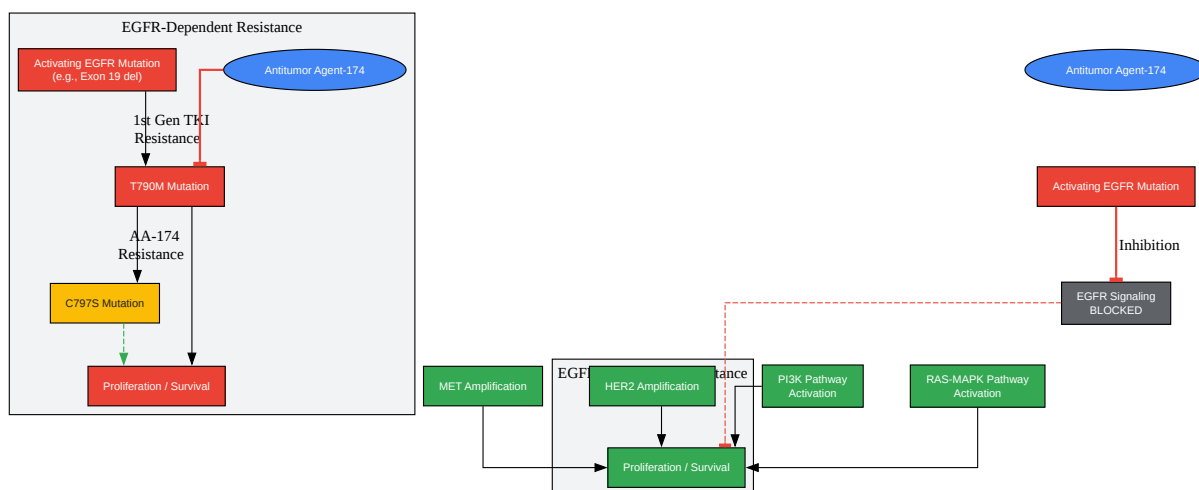 EGFR-Dependent Resistance
Activating EGFR Mutation
(e.g., Exon 19 del)
Antitumor Agent-174
1st Gen TKI
Resistance
T790M Mutation
AA-174
Resistance
C797S Mutation
Proliferation / Survival
Antitumor Agent-174
Activating EGFR Mutation
Inhibition
EGFR Signaling
BLOCKED
MET Amplification
HER2 Amplification
PI3K Pathway
Activation
RAS-MAPK Pathway
Activation
Proliferation / Survival